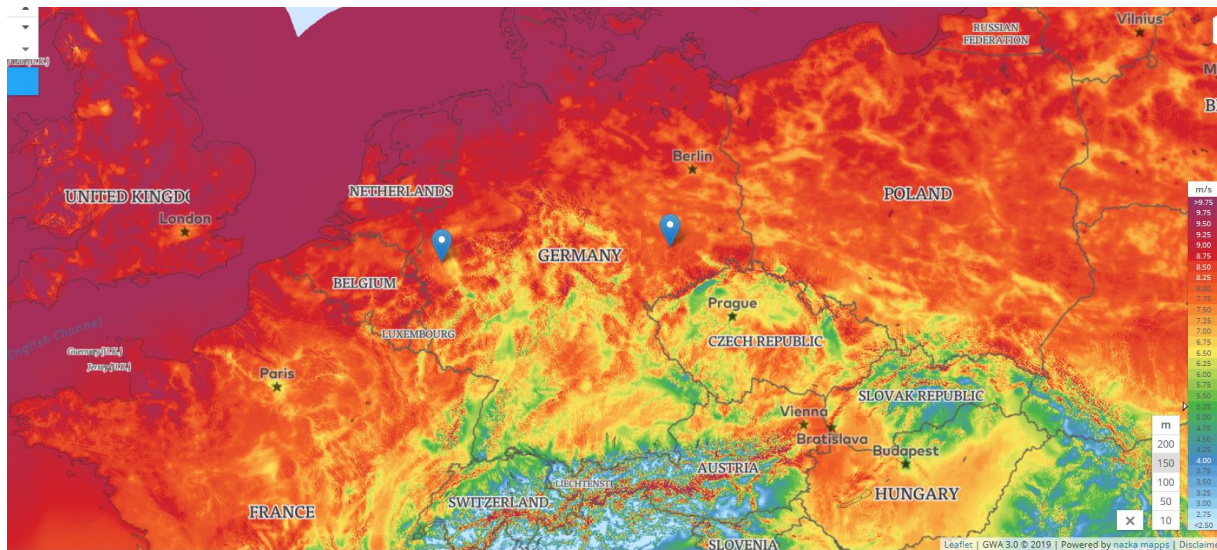 Vilnius
RUSSIAN
FEDERATION
Berlin
NETHERLANDS
POLAND
UNITED KINGDO
London
GERMANY
BELGIUM
Prague
LUXEMBOURG
CZECH REPUBLIC
English Channel
Guernsey (U.K.)
Jersey (U.K.)
Paris
SLOVAK REPUBLIC
Vienna
Bratislava
Budapest
AUSTRIA
LIECHTENSTI
SWITZERLAND
HUNGARY
FRANCE
SLOVENIA
m/s
>9.75
9.75
9.50
9.25
9.00
8.75
8.50
8.25
8.00
7.75
7.50
7.25
7.00
6.75
6.50
6.25
6.00
5.75
5.50
5.25
5.00
4.75
4.50
4.25
4.00
3.75
3.50
3.25
3.00
2.75
<2.50
m
200
150
100
50
10
Leaflet | GWA 3.0 © 2019 | Powered by nazka mapps | Disclaime